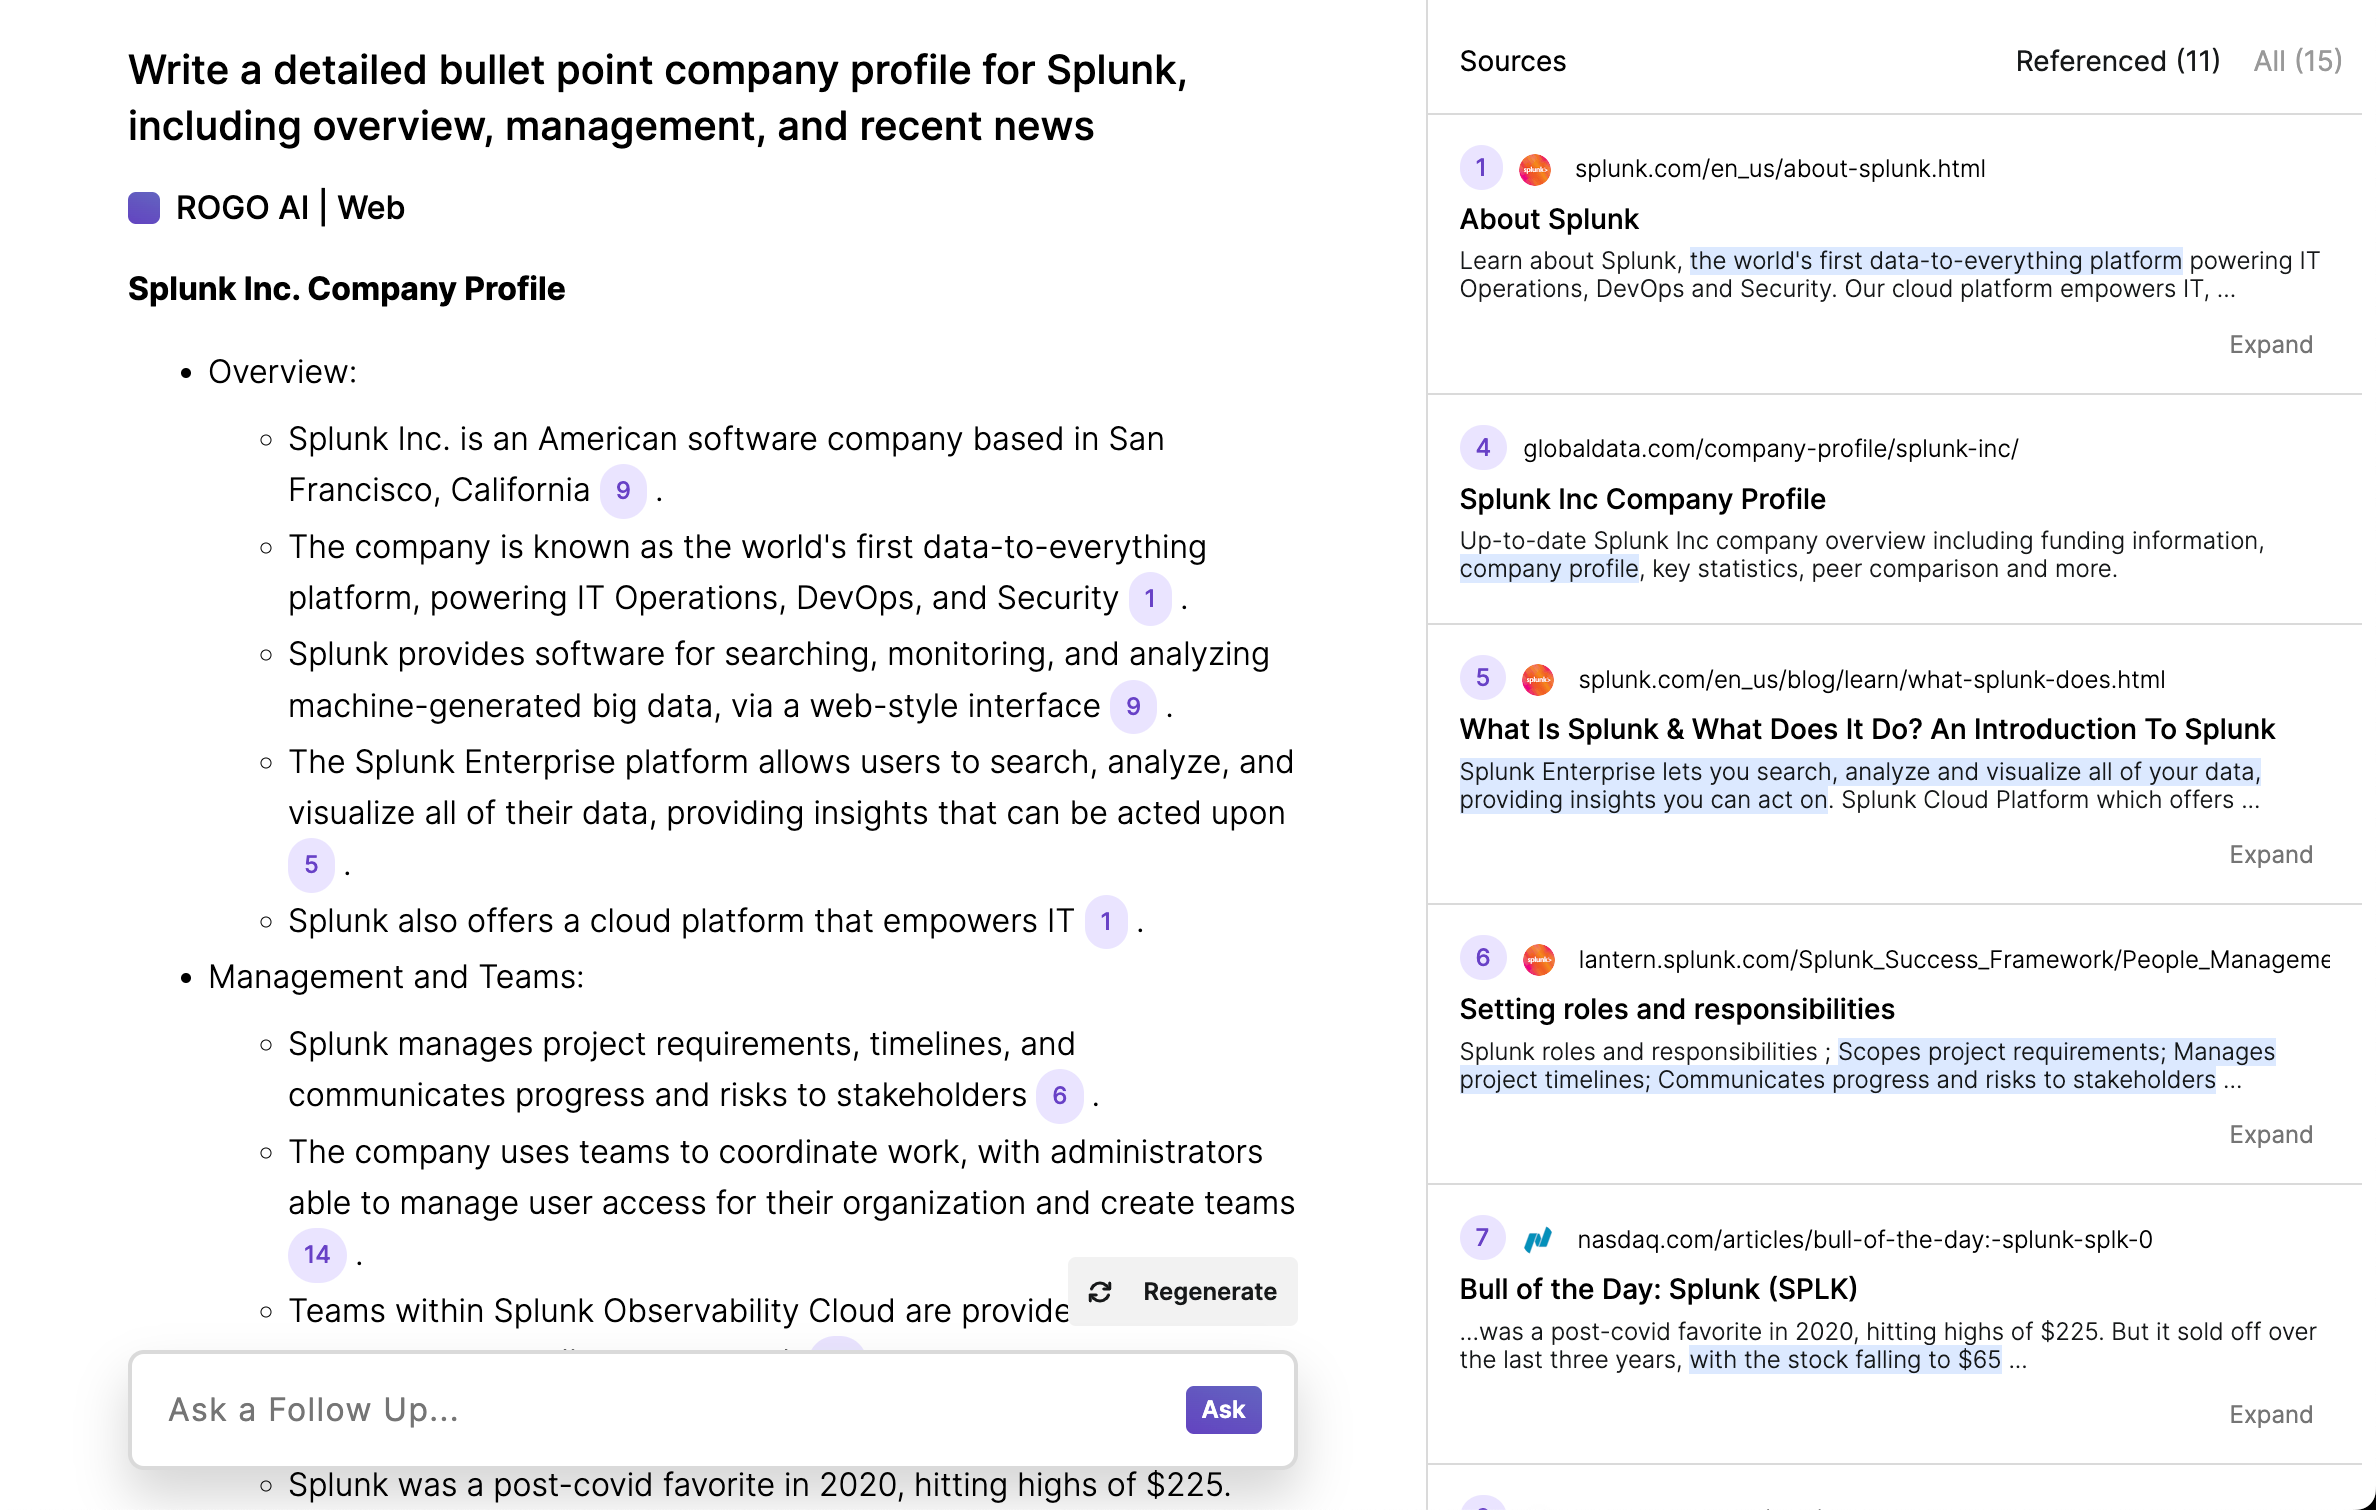 Write a detailed bullet point company profile for Splunk,
including overview, management, and recent news
ROGO AI | Web
Splunk Inc. Company Profile
• Overview:
◦ Splunk Inc. is an American software company based in San
Francisco, California 9 .
◦ The company is known as the world's first data-to-everything
platform, powering IT Operations, DevOps, and Security 1 .
◦ Splunk provides software for searching, monitoring, and analyzing
machine-generated big data, via a web-style interface 9 .
◦ The Splunk Enterprise platform allows users to search, analyze, and
visualize all of their data, providing insights that can be acted upon
5 .
◦ Splunk also offers a cloud platform that empowers IT 1 .
• Management and Teams:
◦ Splunk manages project requirements, timelines, and
communicates progress and risks to stakeholders 6 .
◦ The company uses teams to coordinate work, with administrators
able to manage user access for their organization and create teams
14 .
◦ Teams within Splunk Observability Cloud are provide
Regenerate
Ask a Follow Up...
Ask
◦ Splunk was a post-covid favorite in 2020, hitting highs of $225.
Sources
Referenced (11) All (15)
1 splunk> splunk.com/en_us/about-splunk.html
About Splunk
Learn about Splunk, the world's first data-to-everything platform powering IT
Operations, DevOps and Security. Our cloud platform empowers IT, ...
Expand
4 globaldata.com/company-profile/splunk-inc/
Splunk Inc Company Profile
Up-to-date Splunk Inc company overview including funding information,
company profile, key statistics, peer comparison and more.
5 splunk> splunk.com/en_us/blog/learn/what-splunk-does.html
What Is Splunk & What Does It Do? An Introduction To Splunk
Splunk Enterprise lets you search, analyze and visualize all of your data,
providing insights you can act on. Splunk Cloud Platform which offers ...
Expand
6 splunk> lantern.splunk.com/Splunk_Success_Framework/People_Manageme
Setting roles and responsibilities
Splunk roles and responsibilities ; Scopes project requirements; Manages
project timelines; Communicates progress and risks to stakeholders ...
Expand
7 nasdaq.com/articles/bull-of-the-day:-splunk-splk-0
Bull of the Day: Splunk (SPLK)
...was a post-covid favorite in 2020, hitting highs of $225. But it sold off over
the last three years, with the stock falling to $65 ...
Expand